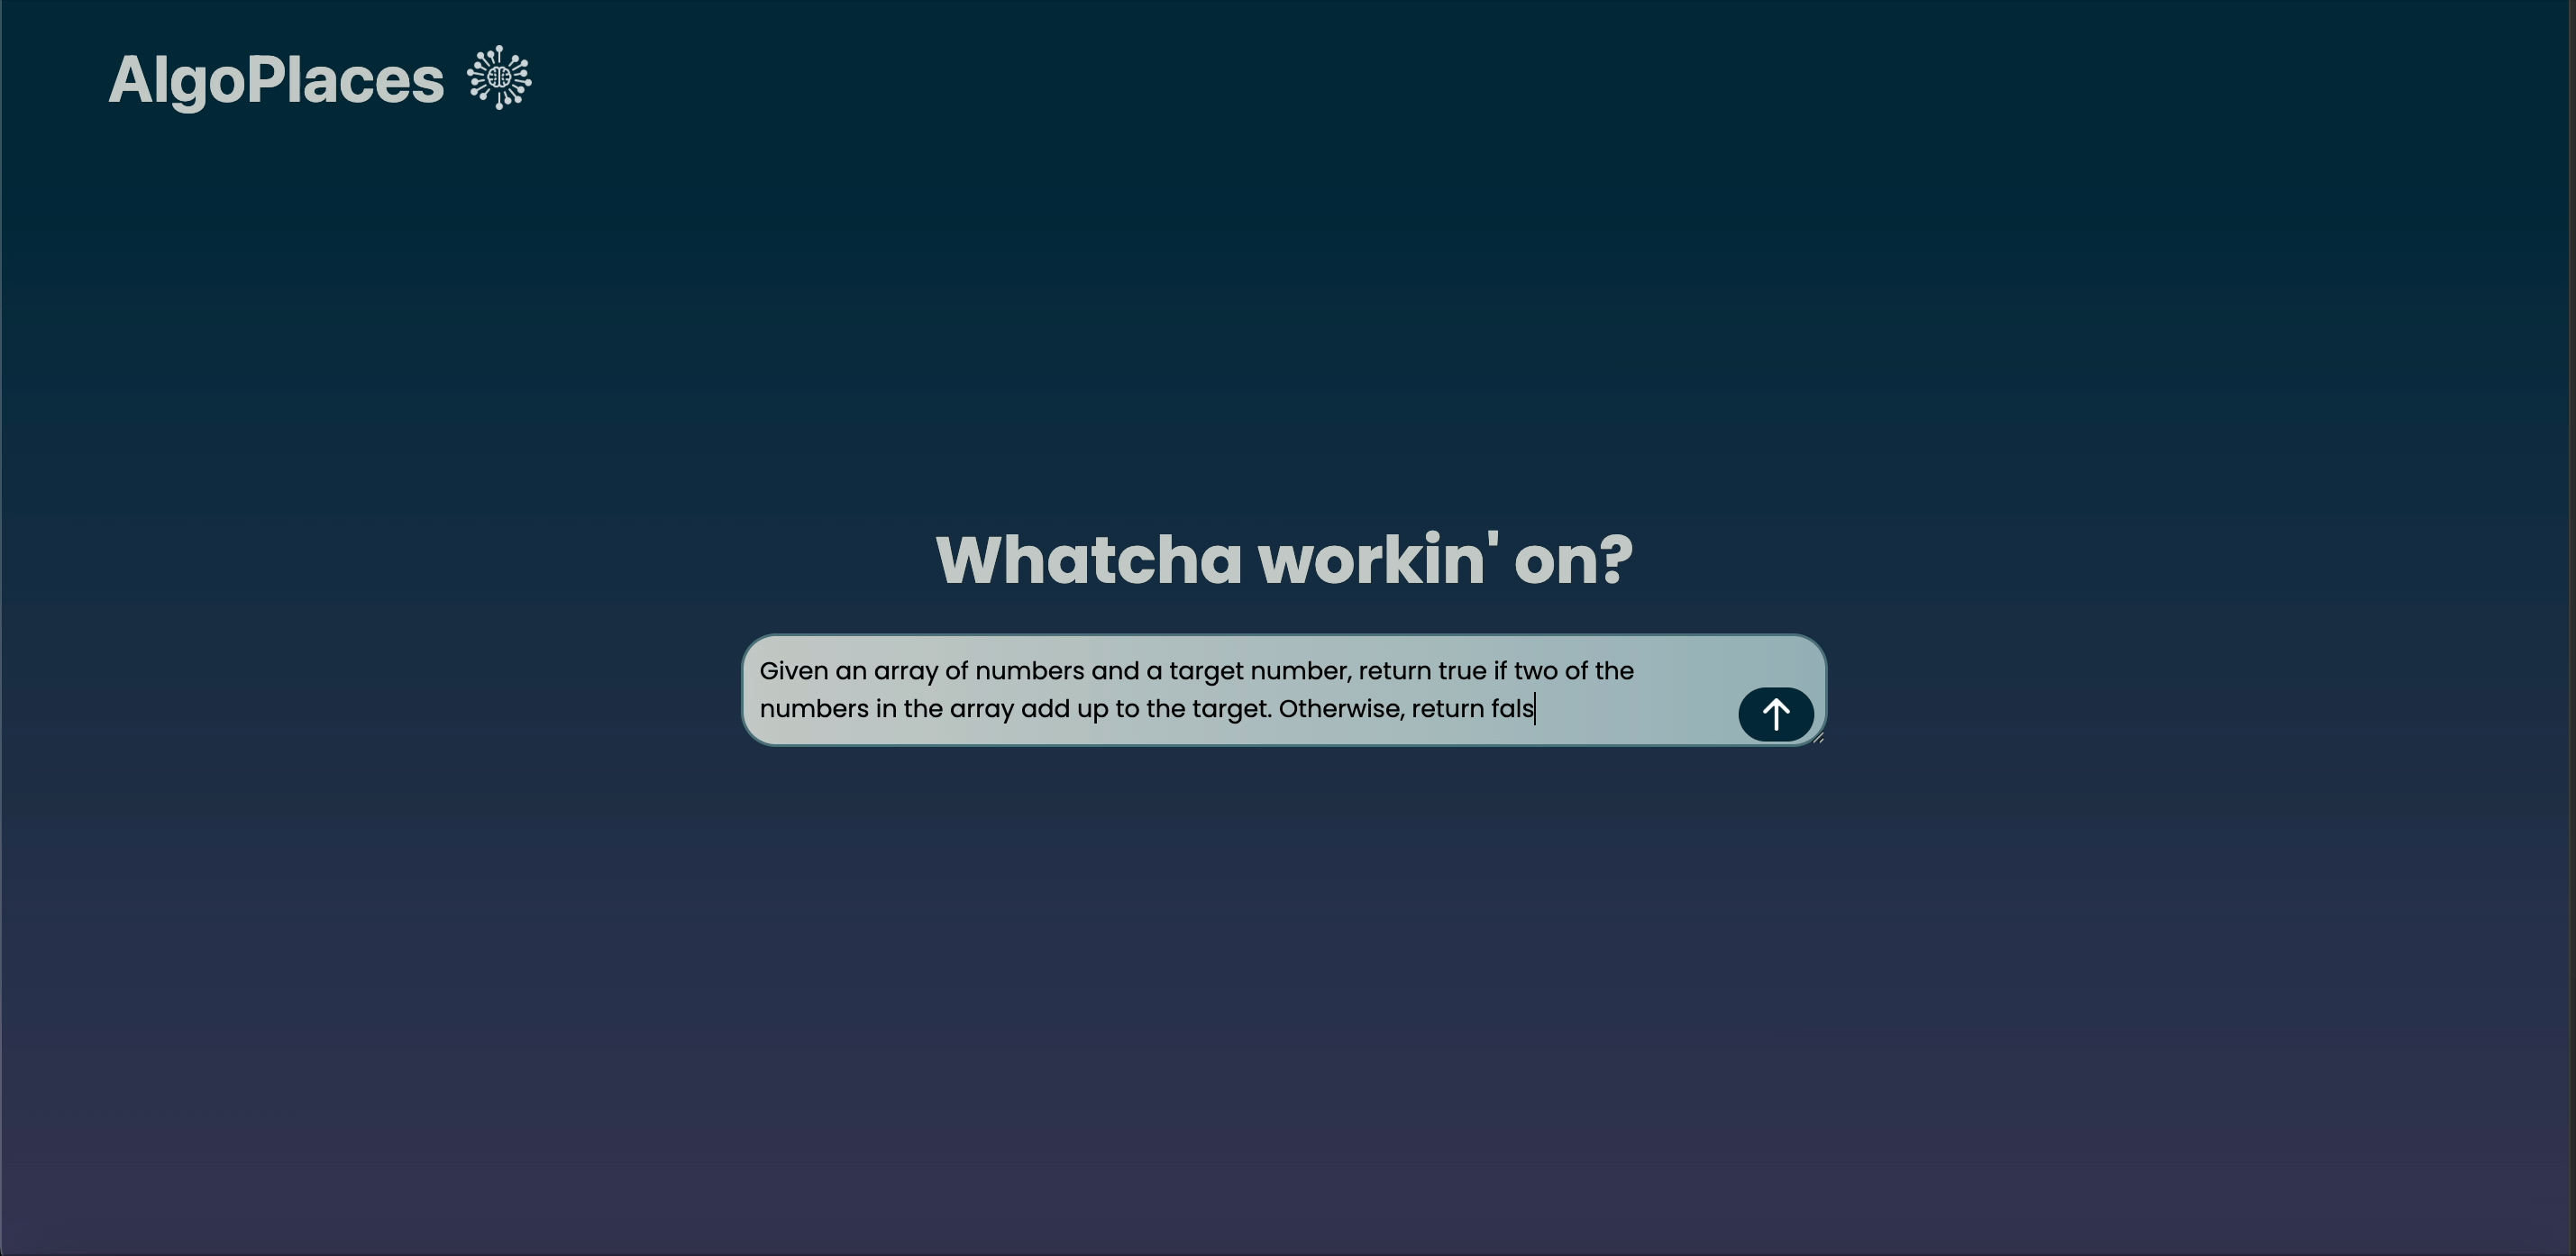 AlgoPlaces
Whatcha workin' on?
Given an array of numbers and a target number, return true if two of the
numbers in the array add up to the target. Otherwise, return fals